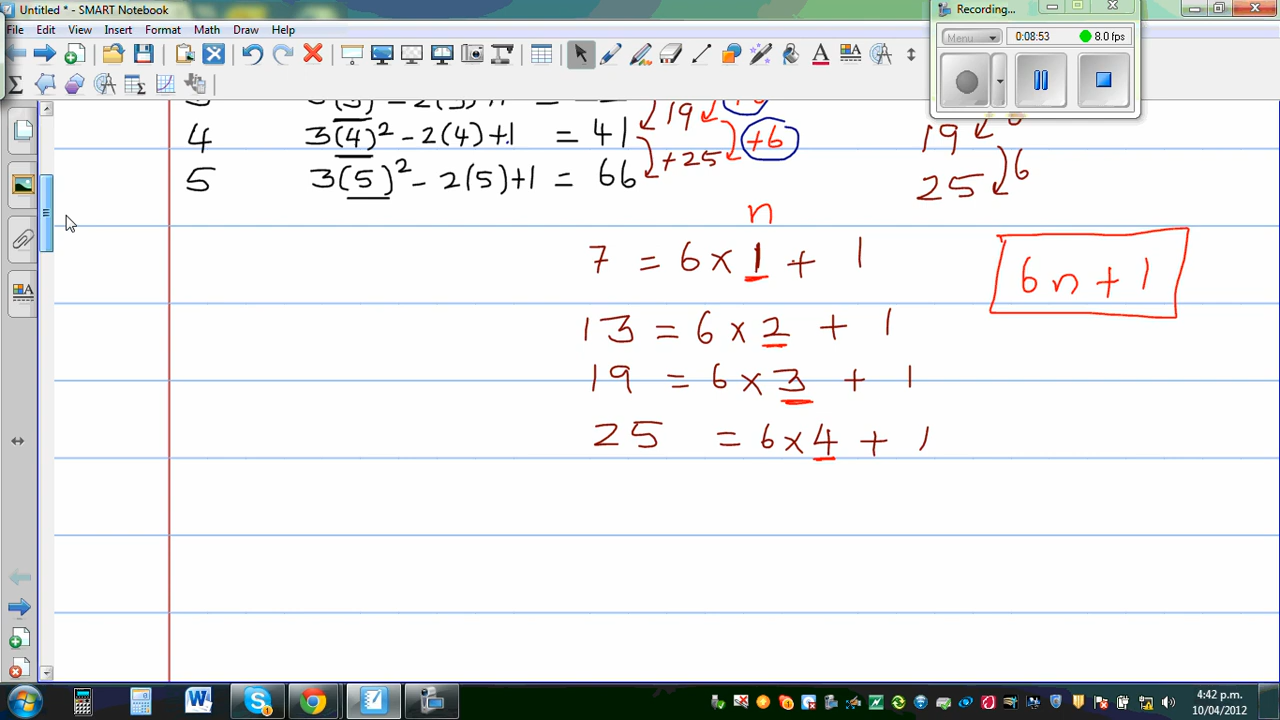 Untitled * - SMART Notebook
Recording...
File Edit View Insert Format Math Draw Help
Menu 0:08:53 8.0 fps
4 3(4)² - 2(4)+1 = 41 19 +6 19
5 3(5)² - 2(5)+1 = 66 +25 25 6
n
7 = 6 × 1 + 1
6n + 1
13 = 6 × 2 + 1
19 = 6 × 3 + 1
25 = 6 × 4 + 1
4:42 p.m.
10/04/2012